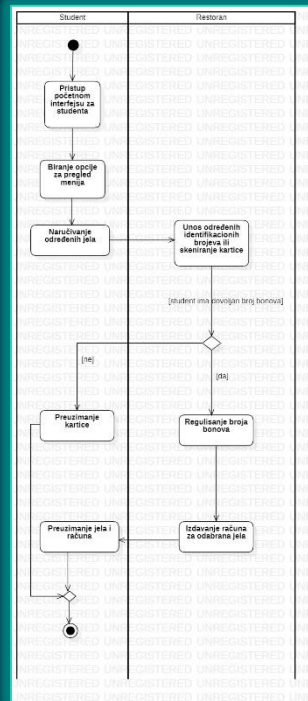 Student
Restoran
Pristup
početnom
interfejsu za
studenta
Biranje opcije
za pregled
menija
Naručivanje
određenih jela
Unos određenih
identifikacionih
brojeva ili
skeniranje kartice
[student ima dovoljan broj bonova]
[ne]
[da]
Preuzimanje
kartice
Regulisanje broja
bonova
Preuzimanje jela i
računa
Izdavanje računa
za odabrana jela